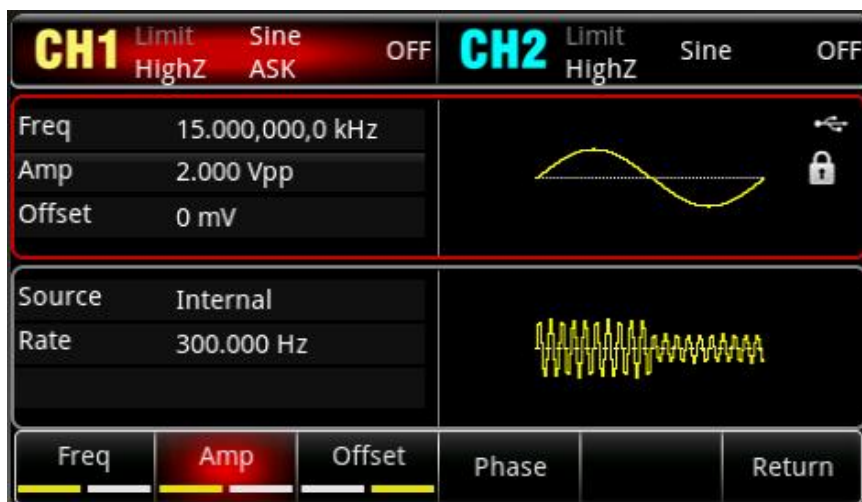 CH1 Limit Sine OFF CH2 Limit Sine OFF
HighZ ASK HighZ
Freq 15.000,000,0 kHz
Amp 2.000 Vpp
Offset 0 mV
Source Internal
Rate 300.000 Hz
Freq Amp Offset Phase Return